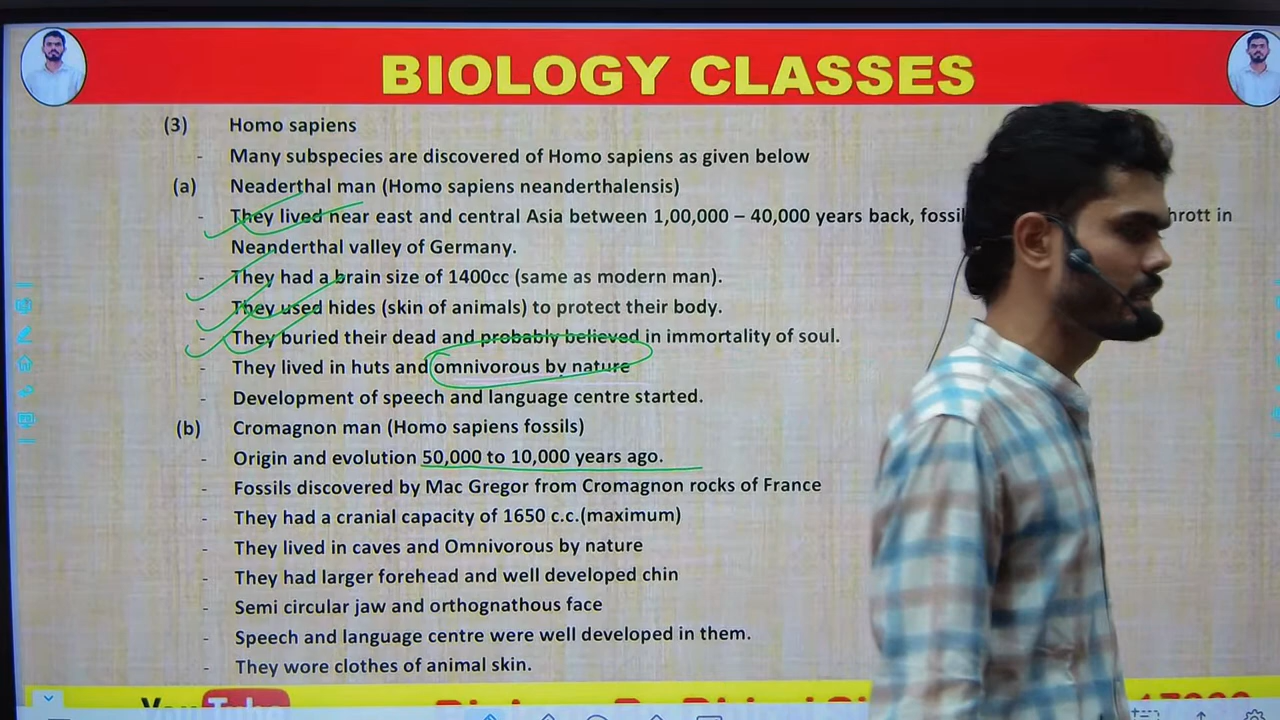 BIOLOGY CLASSES
(3) Homo sapiens
- Many subspecies are discovered of Homo sapiens as given below
(a) Neaderthal man (Homo sapiens neanderthalensis)
- They lived near east and central Asia between 1,00,000 – 40,000 years back, fossil hrott in
Neanderthal valley of Germany.
- They had a brain size of 1400cc (same as modern man).
- They used hides (skin of animals) to protect their body.
- They buried their dead and probably believed in immortality of soul.
- They lived in huts and omnivorous by nature
- Development of speech and language centre started.
(b) Cromagnon man (Homo sapiens fossils)
- Origin and evolution 50,000 to 10,000 years ago.
- Fossils discovered by Mac Gregor from Cromagnon rocks of France
- They had a cranial capacity of 1650 c.c.(maximum)
- They lived in caves and Omnivorous by nature
- They had larger forehead and well developed chin
- Semi circular jaw and orthognathous face
- Speech and language centre were well developed in them.
- They wore clothes of animal skin.
YouTube